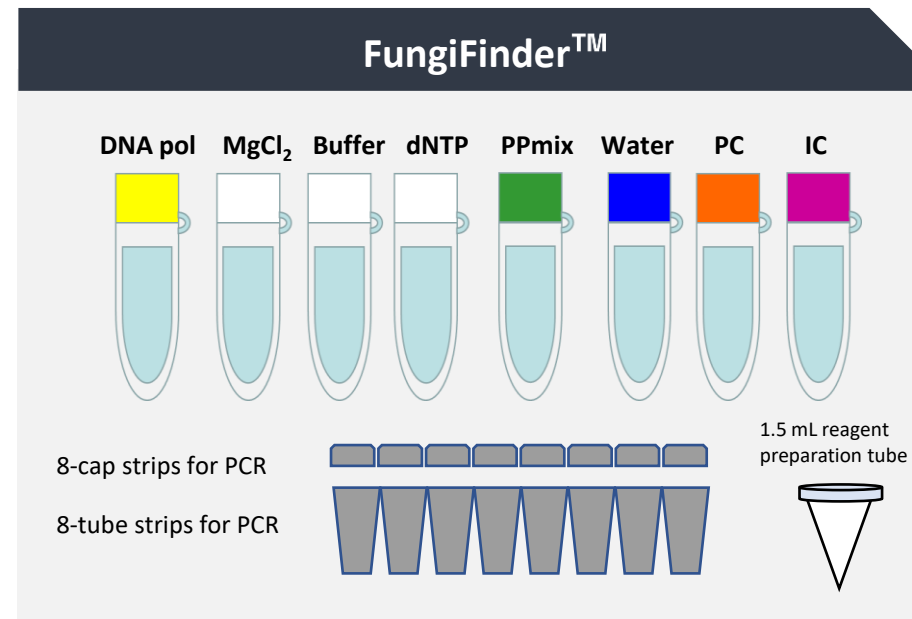 FungiFinder™
DNA pol MgCl₂ Buffer dNTP PPmix Water PC IC
1.5 mL reagent
preparation tube
8-cap strips for PCR
8-tube strips for PCR